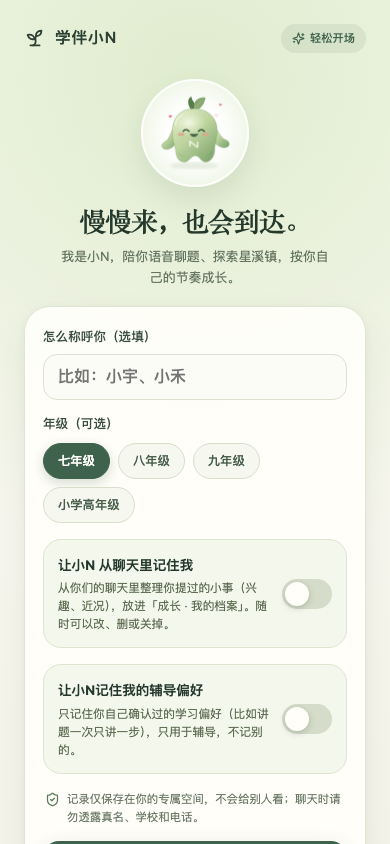 学伴小N
轻松开场
N
慢慢来，也会到达。
我是小N，陪你语音聊题、探索星溪镇，按你自
己的节奏成长。
怎么称呼你（选填）
比如：小宇、小禾
年级（可选）
七年级
八年级
九年级
小学高年级
让小N 从聊天里记住我
从你们的聊天里整理你提过的小事（兴
趣、近况），放进「成长 · 我的档案」。随
时可以改、删或关掉。
让小N记住我的辅导偏好
只记住你自己确认过的学习偏好（比如讲
题一次只讲一步），只用于辅导，不记别
的。
记录仅保存在你的专属空间，不会给别人看；聊天时请
勿透露真名、学校和电话。